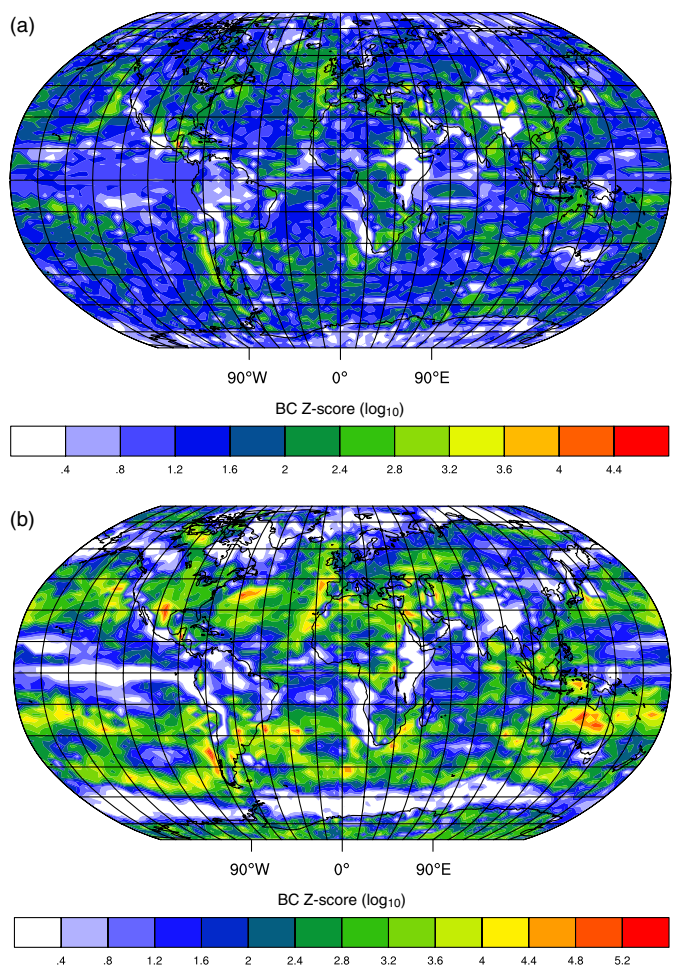 (a)
90°W 0° 90°E
BC Z-score (log₁₀)
.4 .8 1.2 1.6 2 2.4 2.8 3.2 3.6 4 4.4
(b)
90°W 0° 90°E
BC Z-score (log₁₀)
.4 .8 1.2 1.6 2 2.4 2.8 3.2 3.6 4 4.4 4.8 5.2